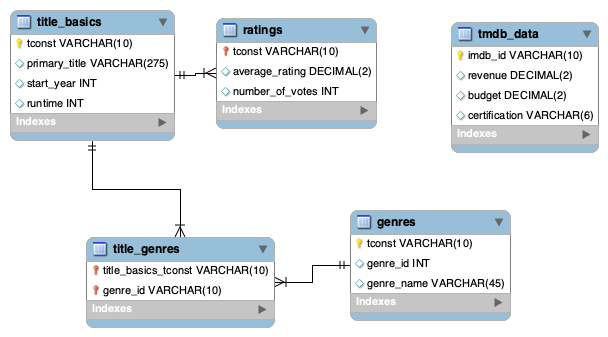 title_basics
tconst VARCHAR(10)
primary_title VARCHAR(275)
start_year INT
runtime INT
Indexes
ratings
tconst VARCHAR(10)
average_rating DECIMAL(2)
number_of_votes INT
Indexes
tmdb_data
imdb_id VARCHAR(10)
revenue DECIMAL(2)
budget DECIMAL(2)
certification VARCHAR(6)
Indexes
title_genres
title_basics_tconst VARCHAR(10)
genre_id VARCHAR(10)
Indexes
genres
tconst VARCHAR(10)
genre_id INT
genre_name VARCHAR(45)
Indexes